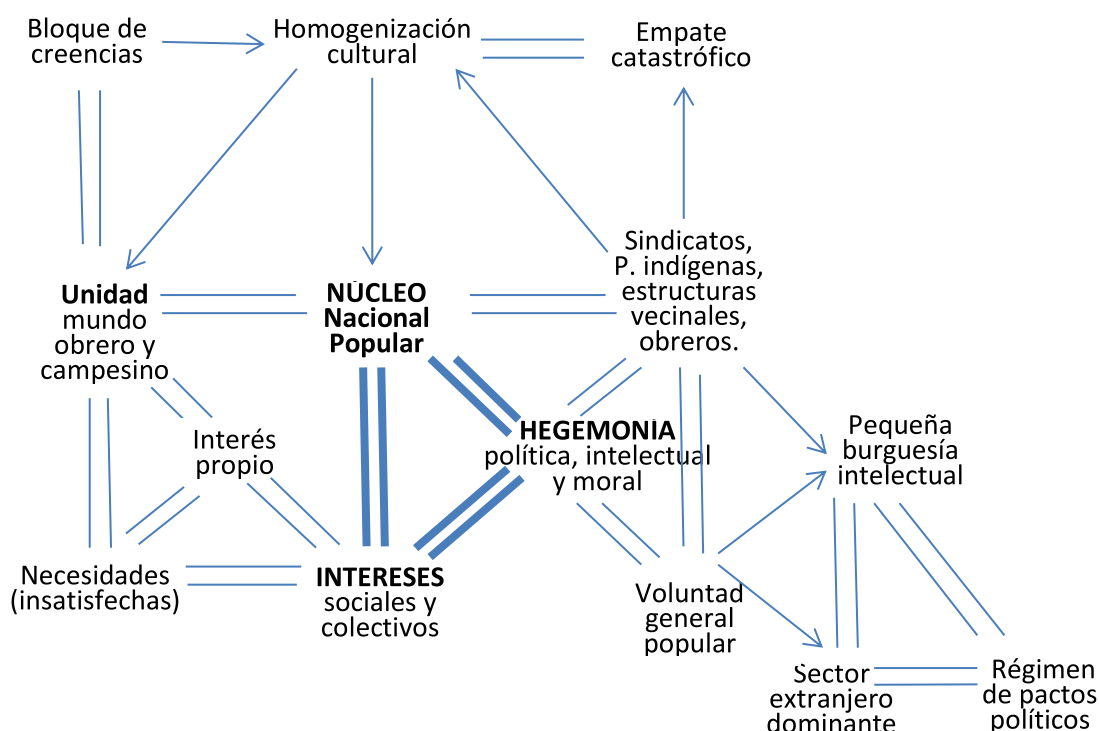 Bloque de
creencias
Homogenización
cultural
Empate
catastrófico
Unidad
mundo
obrero y
campesino
NÚCLEO
Nacional
Popular
Sindicatos,
P. indígenas,
estructuras
vecinales,
obreros.
Interés
propio
HEGEMONÍA
política, intelectual
y moral
Pequeña
burguesía
intelectual
Necesidades
(insatisfechas)
INTERESES
sociales y
colectivos
Voluntad
general
popular
Sector
extranjero
dominante
Régimen
de pactos
políticos